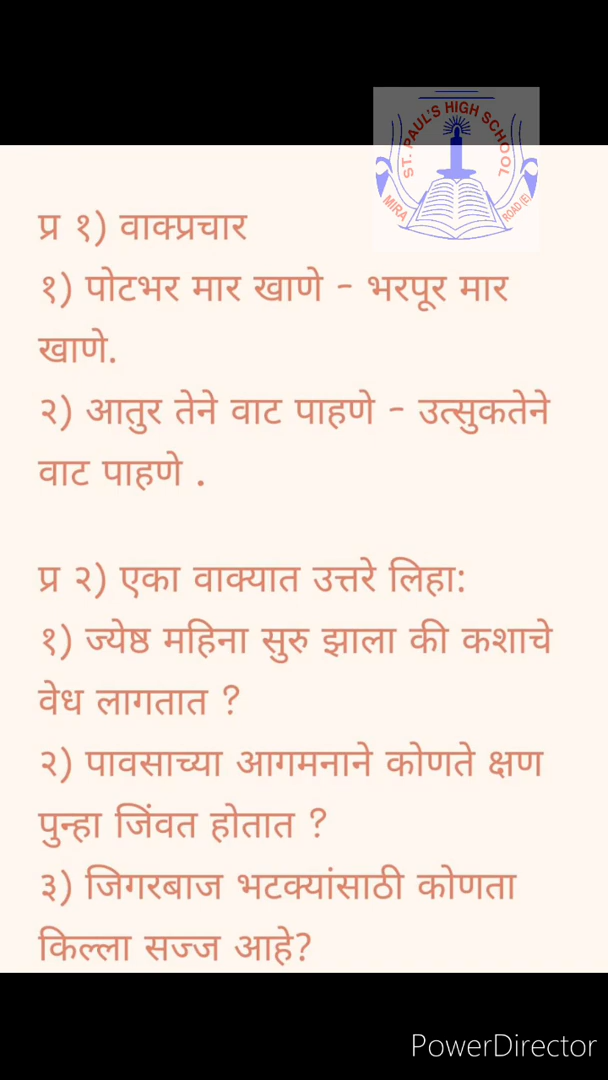 ST. PAUL'S HIGH SCHOOL
MIRA ROAD (E)
प्र १) वाक्प्रचार
१) पोटभर मार खाणे - भरपूर मार
खाणे.
२) आतुर तेने वाट पाहणे - उत्सुकतेने
वाट पाहणे .
प्र २) एका वाक्यात उत्तरे लिहा:
१) ज्येष्ठ महिना सुरु झाला की कशाचे
वेध लागतात ?
२) पावसाच्या आगमनाने कोणते क्षण
पुन्हा जिंवत होतात ?
३) जिगरबाज भटक्यांसाठी कोणता
किल्ला सज्ज आहे?
PowerDirector